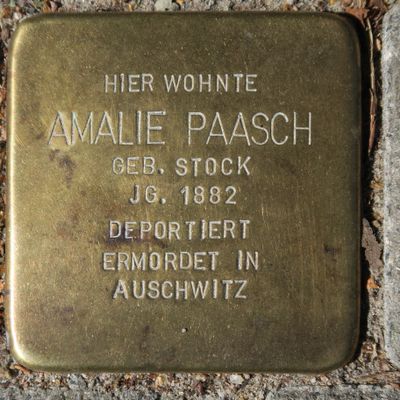 HIER WOHNTE
AMALIE PAASCH
GEB. STOCK
JG. 1882
DEPORTIERT
ERMORDET IN
AUSCHWITZ